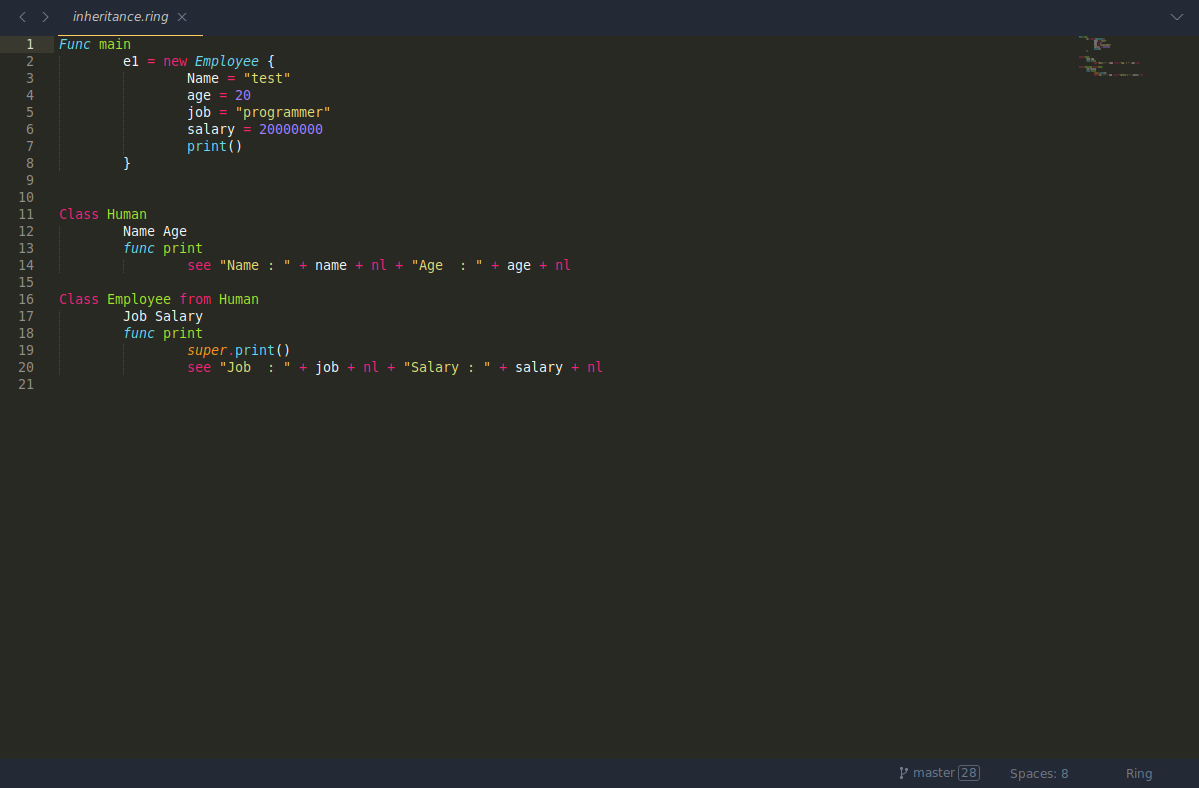 inheritance.ring
1 Func main
2         e1 = new Employee {
3                 Name = "test"
4                 age = 20
5                 job = "programmer"
6                 salary = 20000000
7                 print()
8         }
9
10
11 Class Human
12         Name Age
13         func print
14                 see "Name : " + name + nl + "Age  : " + age + nl
15
16 Class Employee from Human
17         Job Salary
18         func print
19                 super.print()
20                 see "Job  : " + job + nl + "Salary : " + salary + nl
21
master 28 Spaces: 8 Ring